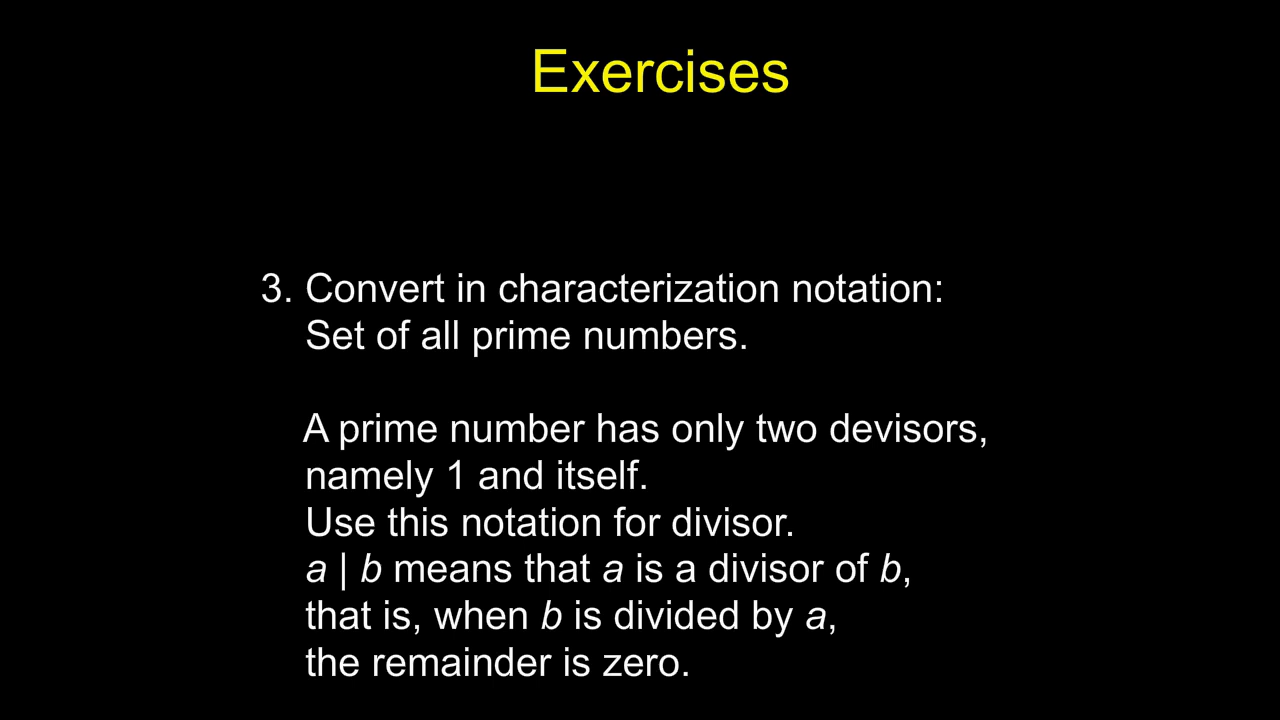 Exercises
3. Convert in characterization notation:
Set of all prime numbers.
A prime number has only two devisors,
namely 1 and itself.
Use this notation for divisor.
a | b means that a is a divisor of b,
that is, when b is divided by a,
the remainder is zero.